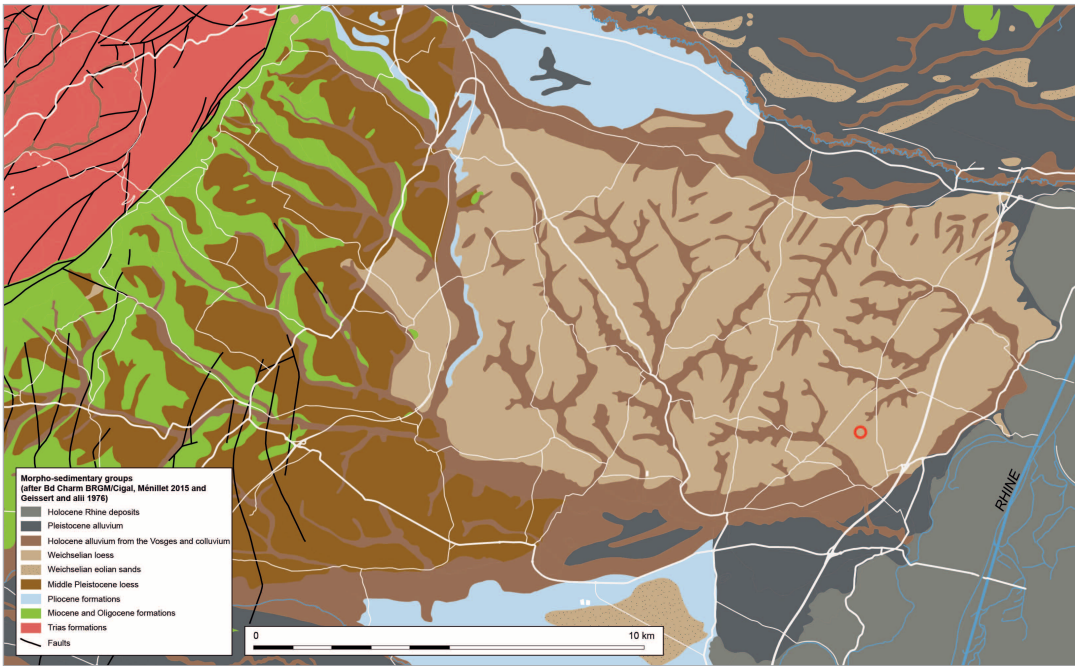 RHINE
Morpho-sedimentary groups
(after Bd Charm BRGM/Cigal, Ménillet 2015 and
Geissert and alii 1976)
Holocene Rhine deposits
Pleistocene alluvium
Holocene alluvium from the Vosges and colluvium
Weichselian loess
Weichselian eolian sands
Middle Pleistocene loess
Pliocene formations
Miocene and Oligocene formations
Trias formations
Faults
0
10 km